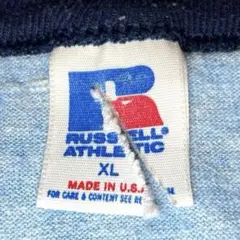 RUSSELL
ATHLETIC
XL
MADE IN U.S.A.
FOR CARE & CONTENT SEE RE